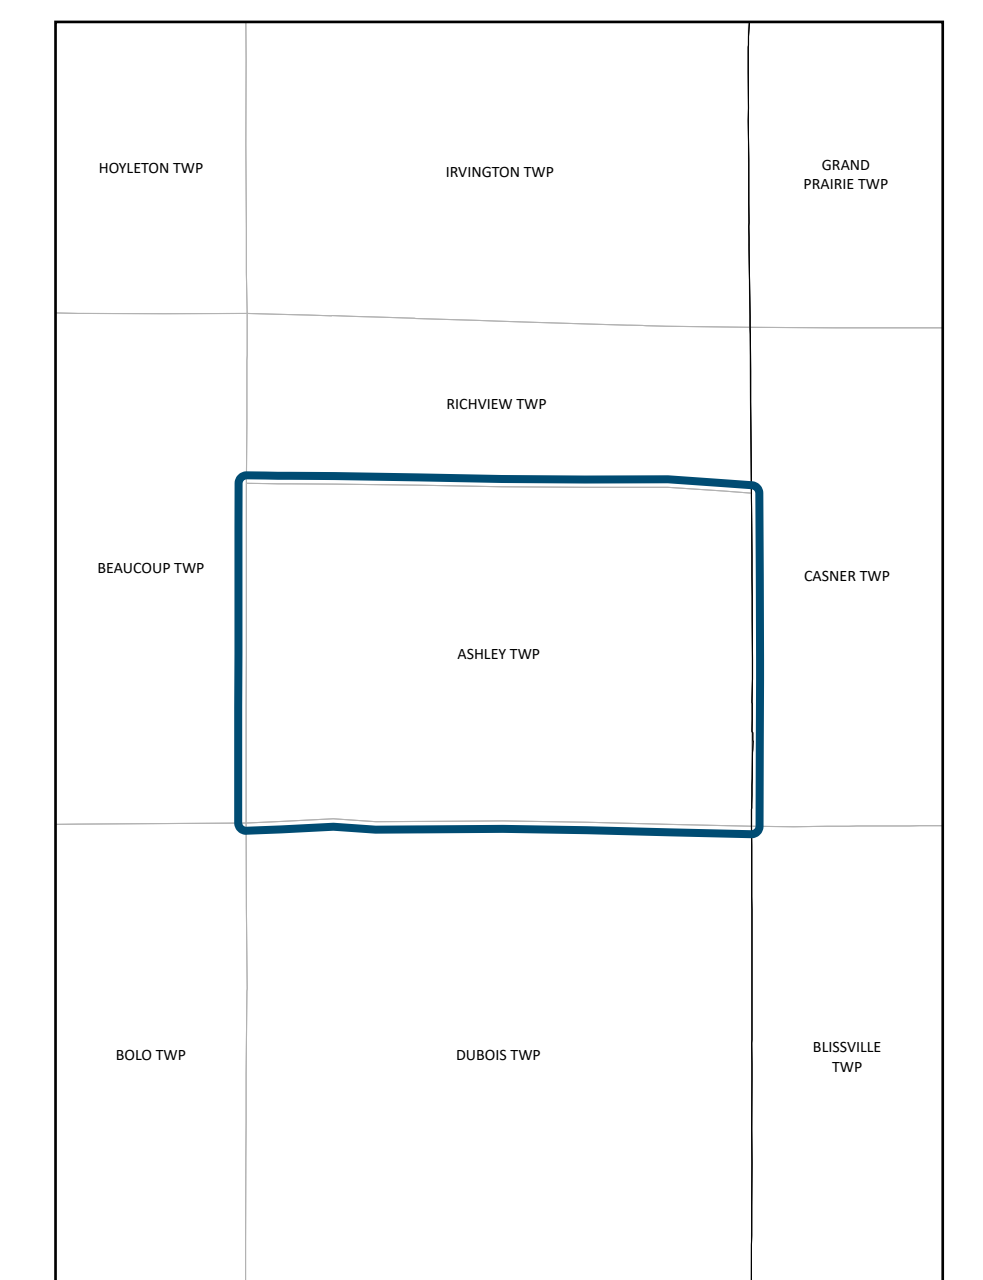 HOYLETON TWP
IRVINGTON TWP
GRAND
PRAIRIE TWP
RICHVIEW TWP
BEAUCOUP TWP
CASNER TWP
ASHLEY TWP
BOLO TWP
DUBOIS TWP
BLISSVILLE
TWP